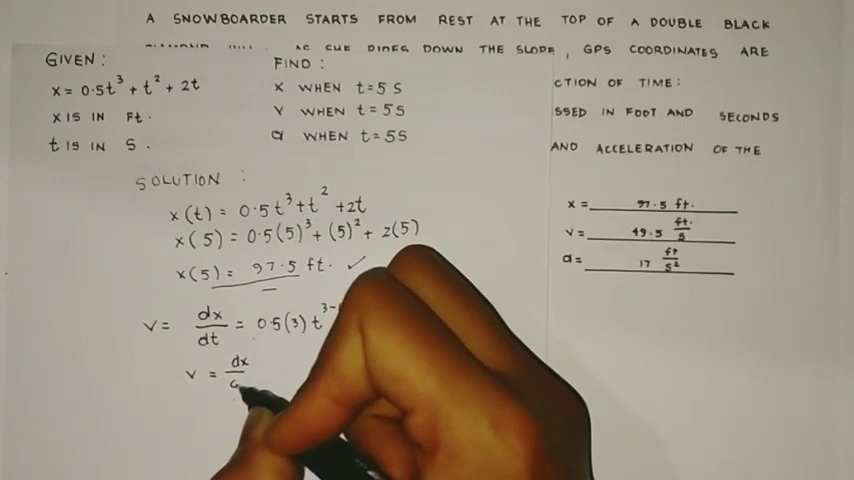 A SNOWBOARDER STARTS FROM REST AT THE TOP OF A DOUBLE BLACK
DOWN THE SLOPE, GPS COORDINATES ARE
CTION OF TIME:
SSED IN FOOT AND SECONDS
AND ACCELERATION OF THE
GIVEN:
x = 0.5t³ + t² + 2t
x IS IN Ft.
t IS IN S.
FIND:
x WHEN t=5 S
v WHEN t=5S
a WHEN t=5S
SOLUTION :
x(t) = 0.5t³+t²+2t
x(5) = 0.5(5)³+(5)²+2(5)
x(5) = 97.5 ft. ✓
v = dx/dt = 0.5(3)t³⁻
v = dx
x = 97.5 ft.
v = 49.5 ft./s
a = 17 ft/s²